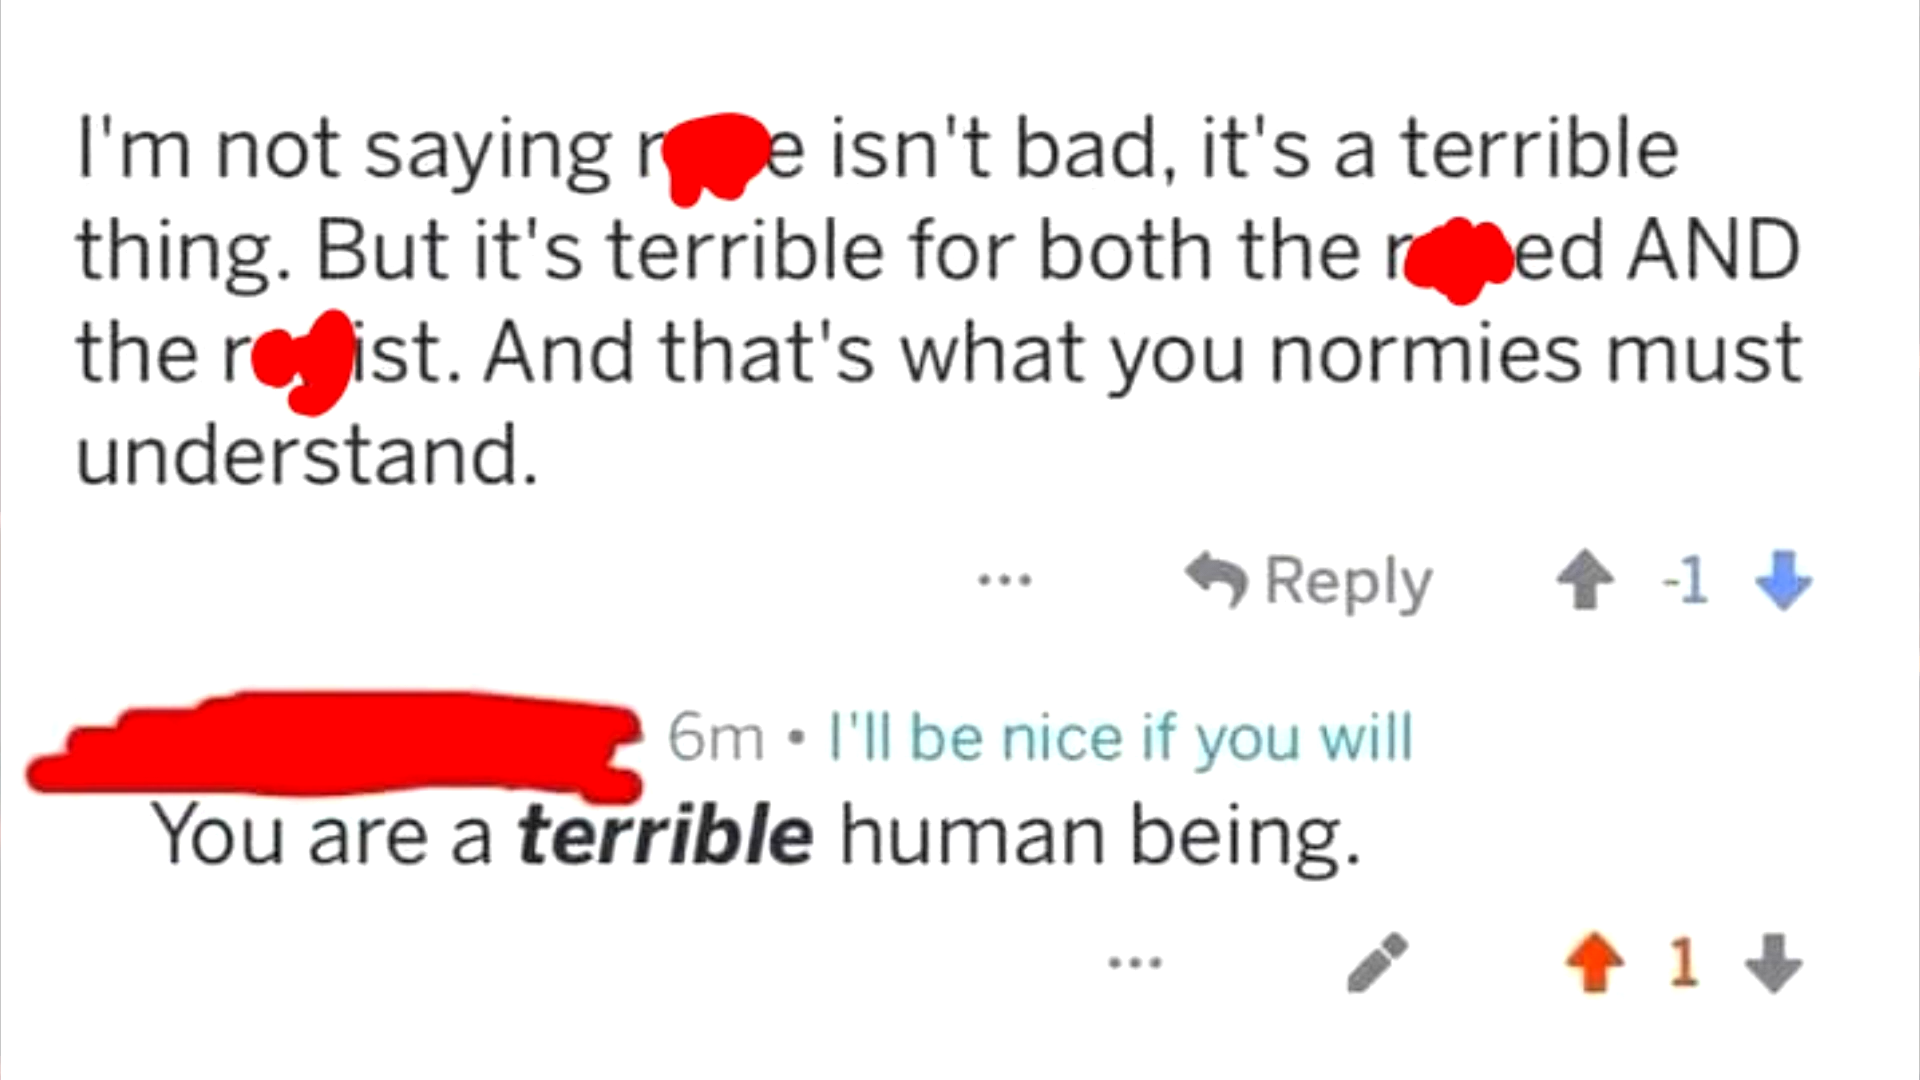 I'm not saying isn't bad, it's a terrible
thing. But it's terrible for both the AND
the And that's what you normies must
understand.
... Reply -1
6m • I'll be nice if you will
You are a terrible human being.
... 1